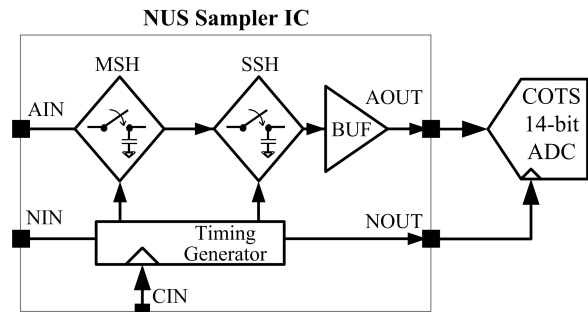 NUS Sampler IC
MSH
SSH
AIN
AOUT
BUF
COTS
14-bit
ADC
NIN
Timing
Generator
NOUT
CIN